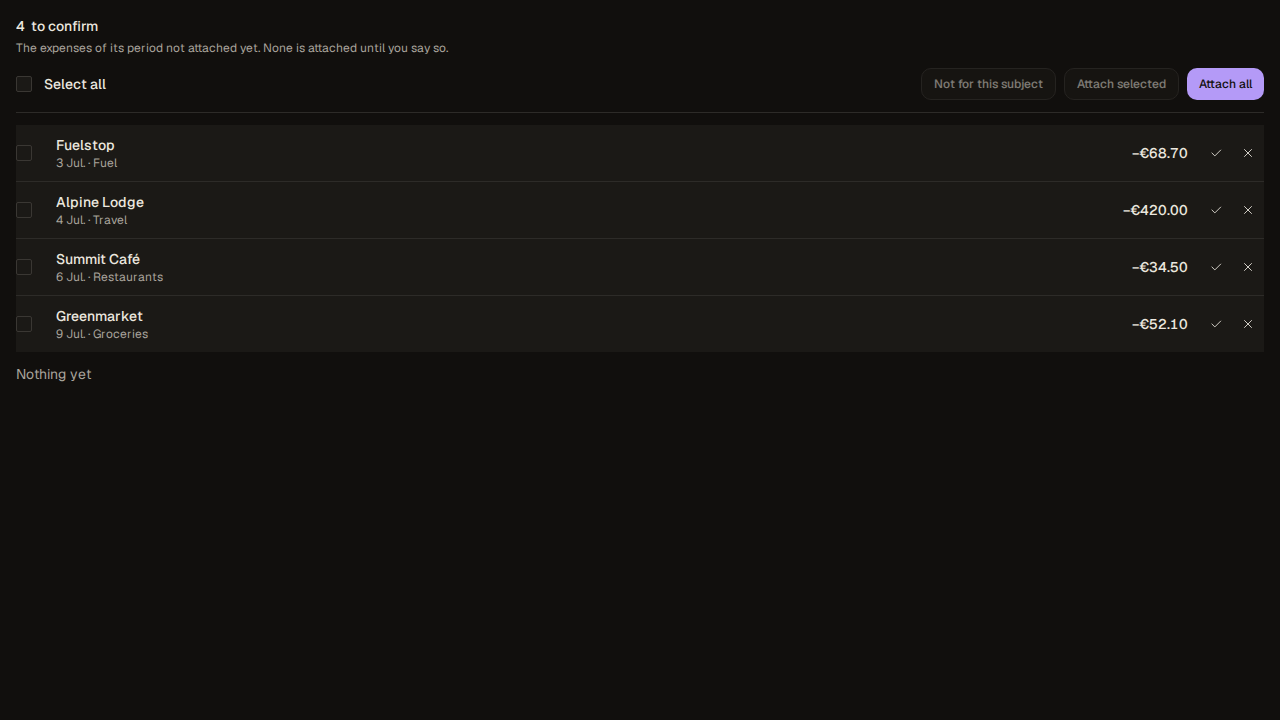 4 to confirm
The expenses of its period not attached yet. None is attached until you say so.
Select all
Not for this subject
Attach selected
Attach all
Fuelstop
3 Jul. · Fuel
−€68.70
Alpine Lodge
4 Jul. · Travel
−€420.00
Summit Café
6 Jul. · Restaurants
−€34.50
Greenmarket
9 Jul. · Groceries
−€52.10
Nothing yet